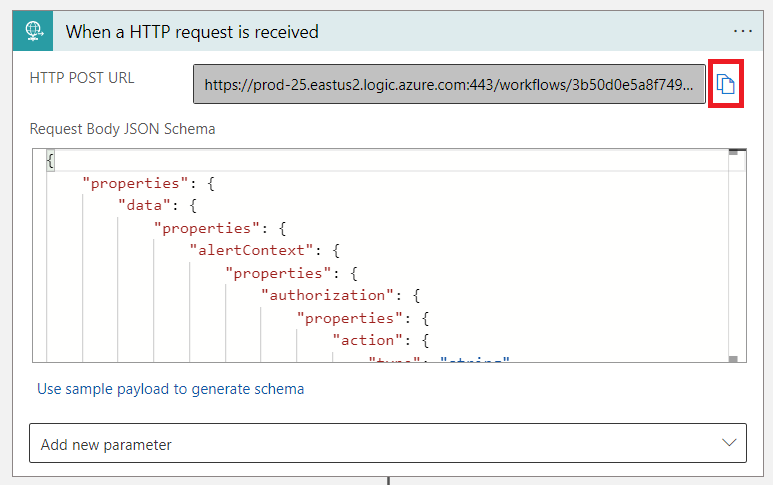 When a HTTP request is received
HTTP POST URL
https://prod-25.eastus2.logic.azure.com:443/workflows/3b50d0e5a8f749...
Request Body JSON Schema
{
"properties": {
"data": {
"properties": {
"alertContext": {
"properties": {
"authorization": {
"properties": {
"action": {
"type": "string"
Use sample payload to generate schema
Add new parameter